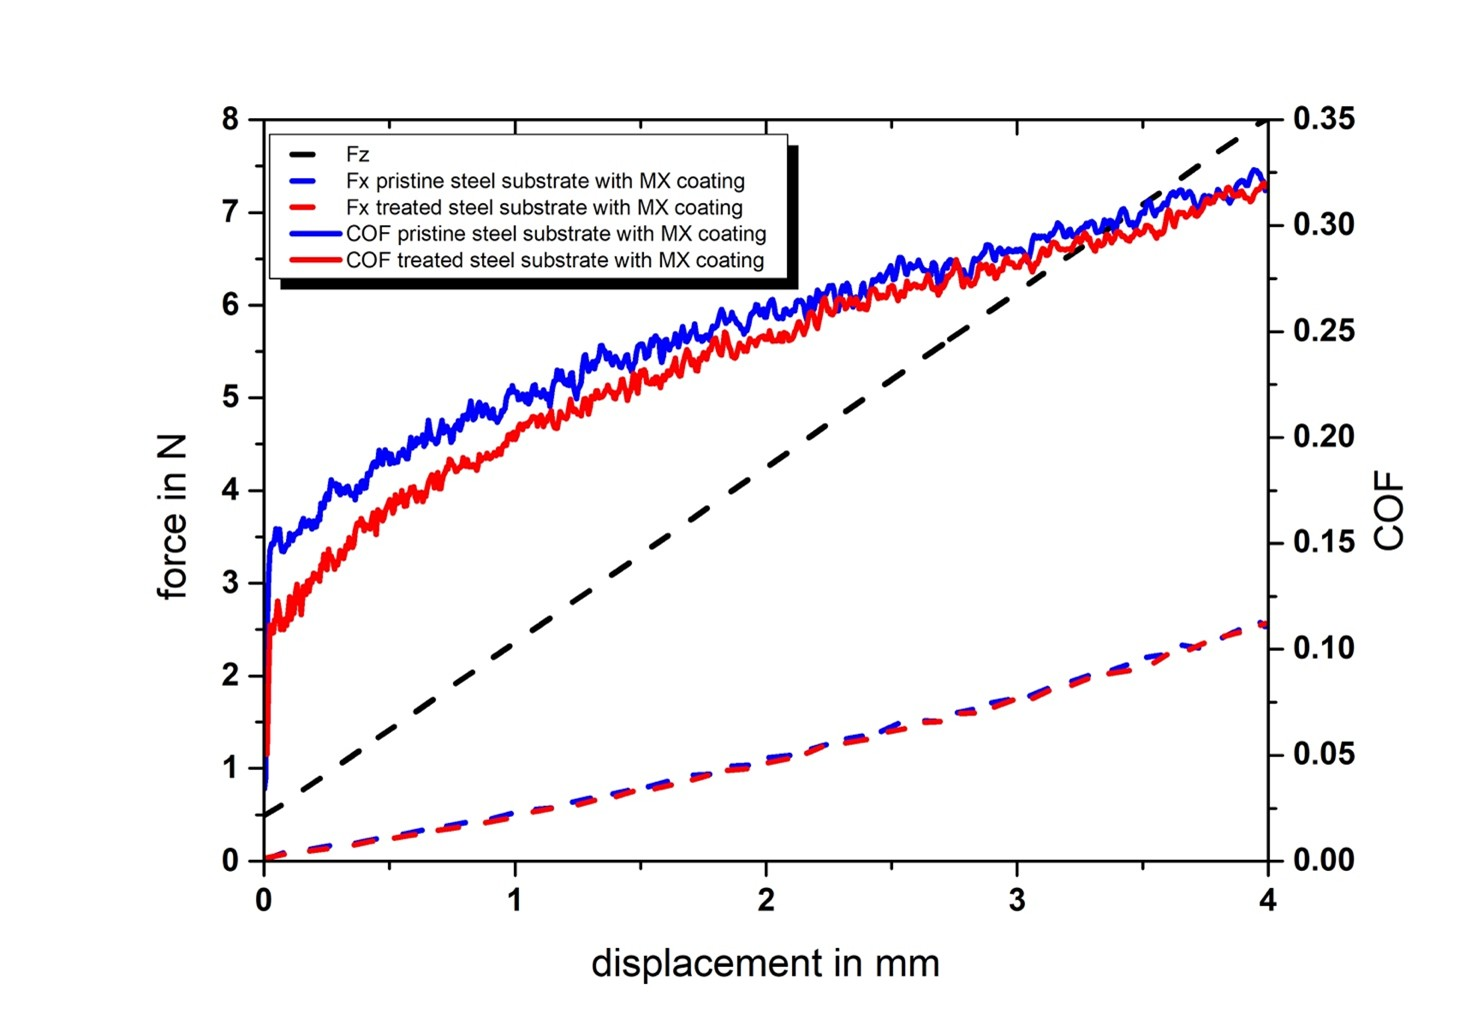 Fz
Fx pristine steel substrate with MX coating
Fx treated steel substrate with MX coating
COF pristine steel substrate with MX coating
COF treated steel substrate with MX coating
8
7
6
5
4
3
2
1
0
force in N
0.35
0.30
0.25
0.20
0.15
0.10
0.05
0.00
COF
0 1 2 3 4
displacement in mm